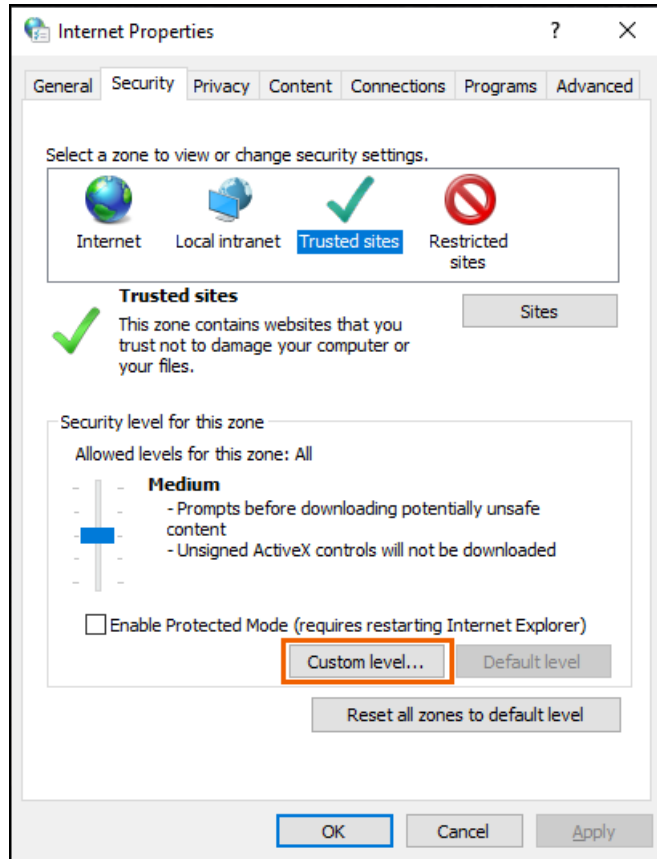 Internet Properties
?
General Security Privacy Content Connections Programs Advanced
Select a zone to view or change security settings.
Internet Local intranet Trusted sites Restricted
sites
Trusted sites
Sites
This zone contains websites that you
trust not to damage your computer or
your files.
Security level for this zone
Allowed levels for this zone: All
Medium
- Prompts before downloading potentially unsafe
content
- Unsigned ActiveX controls will not be downloaded
Enable Protected Mode (requires restarting Internet Explorer)
Custom level... Default level
Reset all zones to default level
OK Cancel Apply